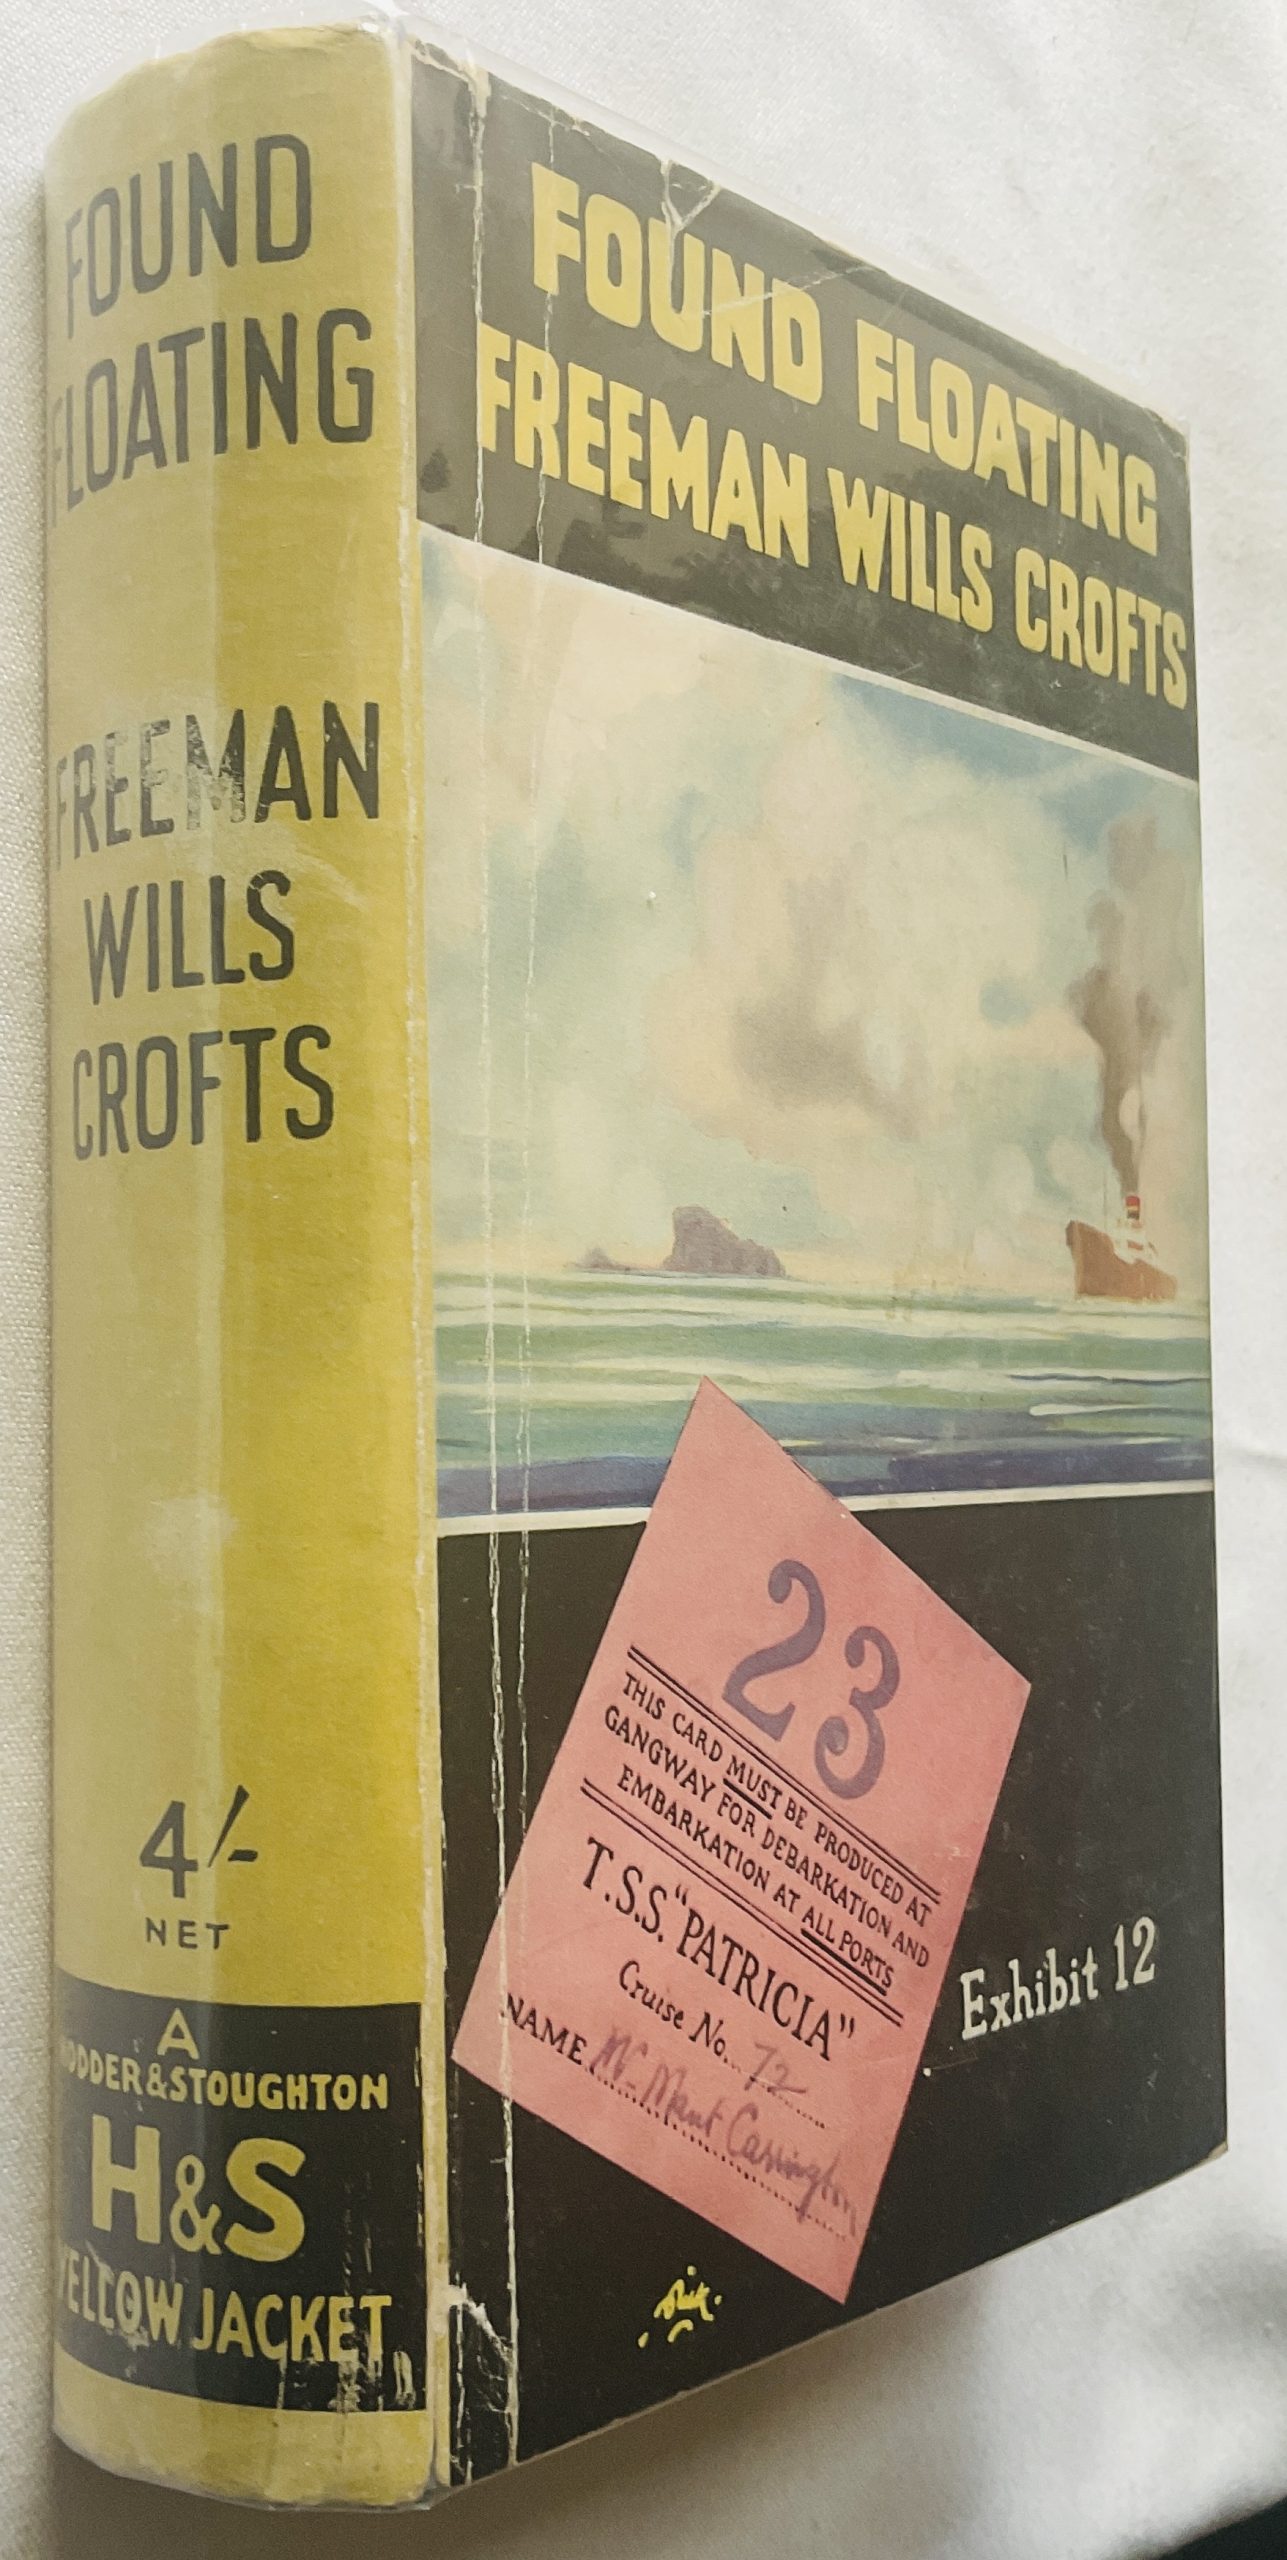 FOUND
FLOATING
FREEMAN
WILLS
CROFTS
4/-
NET
A
HODDER & STOUGHTON
H&S
YELLOW JACKET
FOUND FLOATING
FREEMAN WILLS CROFTS
23
THIS CARD MUST BE PRODUCED AT
GANGWAY FOR DEBARKATION AND
EMBARKATION AT ALL PORTS
T.S.S. "PATRICIA"
Cruise No. 72
NAME Carrington
Exhibit 12